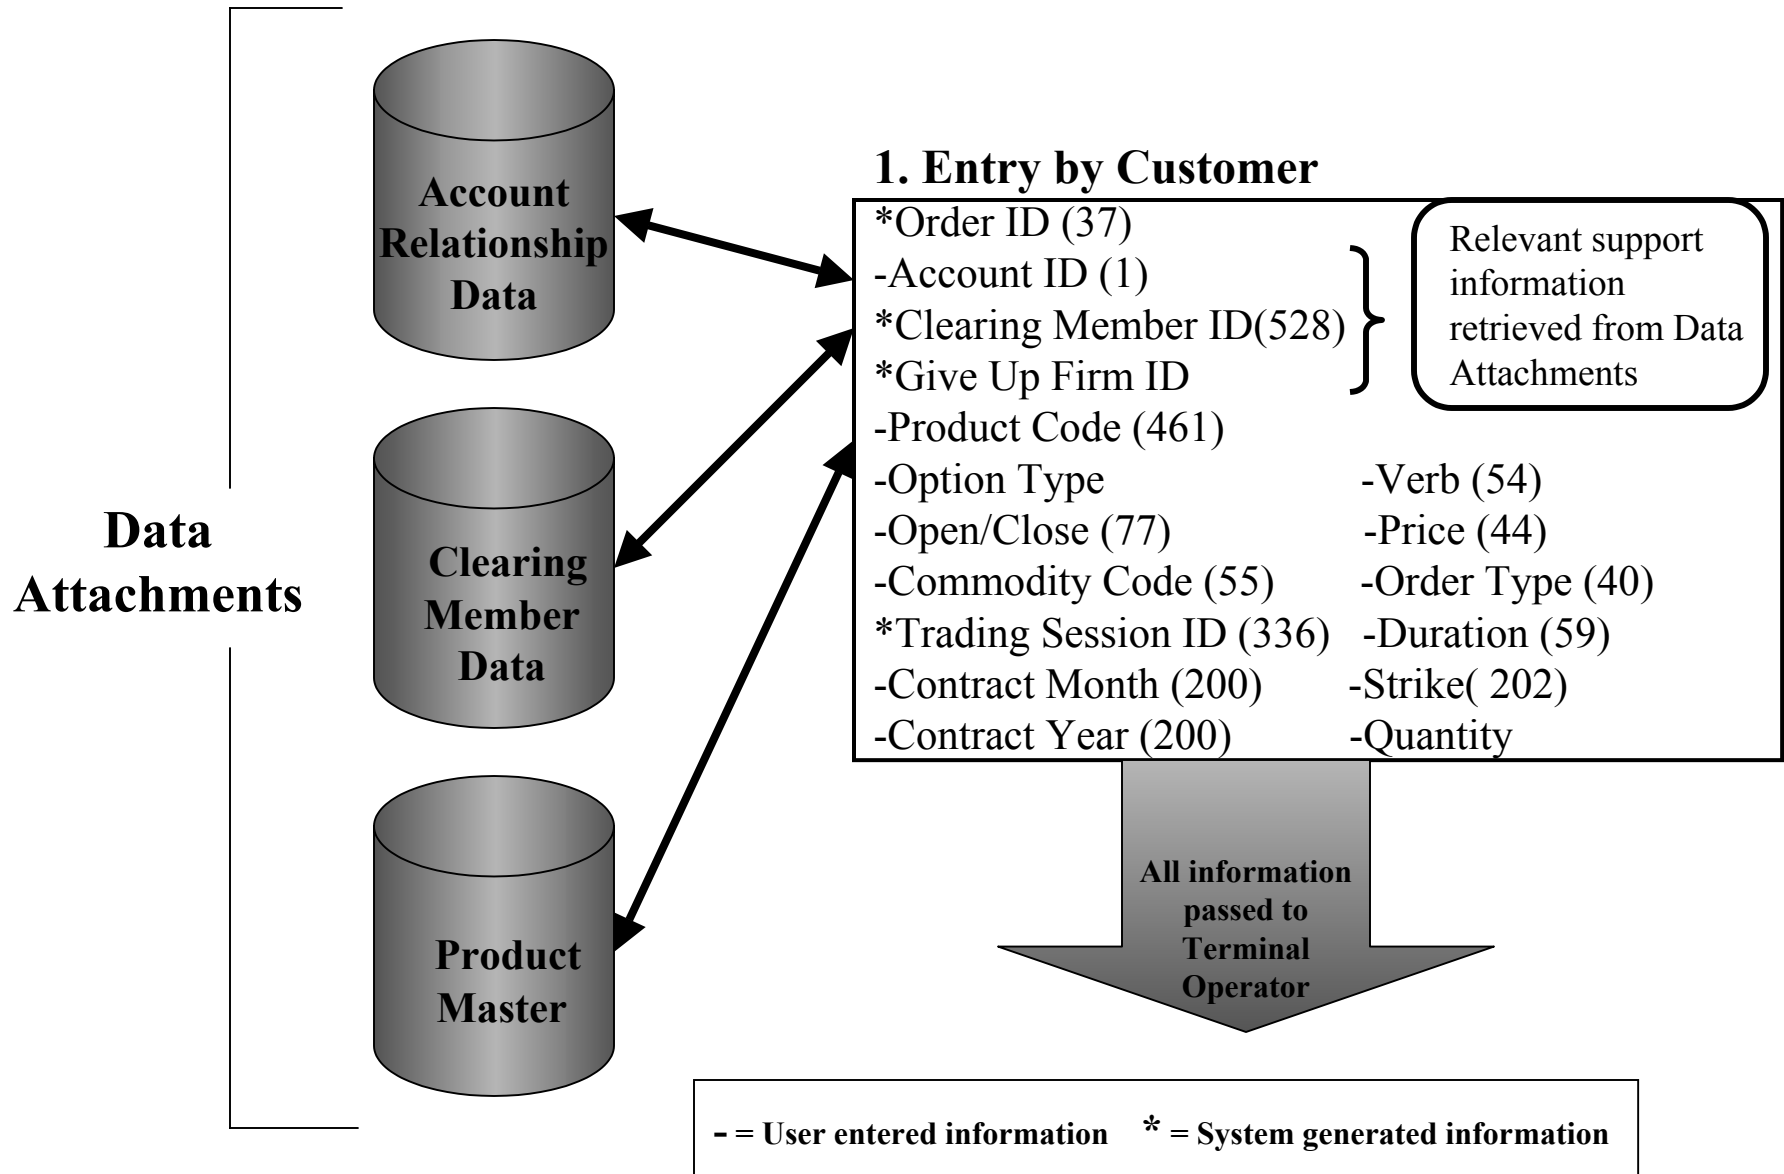 Data
Attachments
Account
Relationship
Data
Clearing
Member
Data
Product
Master
1. Entry by Customer
*Order ID (37)
-Account ID (1)
*Clearing Member ID(528)
*Give Up Firm ID
-Product Code (461)
-Option Type
-Open/Close (77)
-Commodity Code (55)
*Trading Session ID (336)
-Contract Month (200)
-Contract Year (200)
-Verb (54)
-Price (44)
-Order Type (40)
-Duration (59)
-Strike( 202)
-Quantity
Relevant support
information
retrieved from Data
Attachments
All information
passed to
Terminal
Operator
- = User entered information * = System generated information